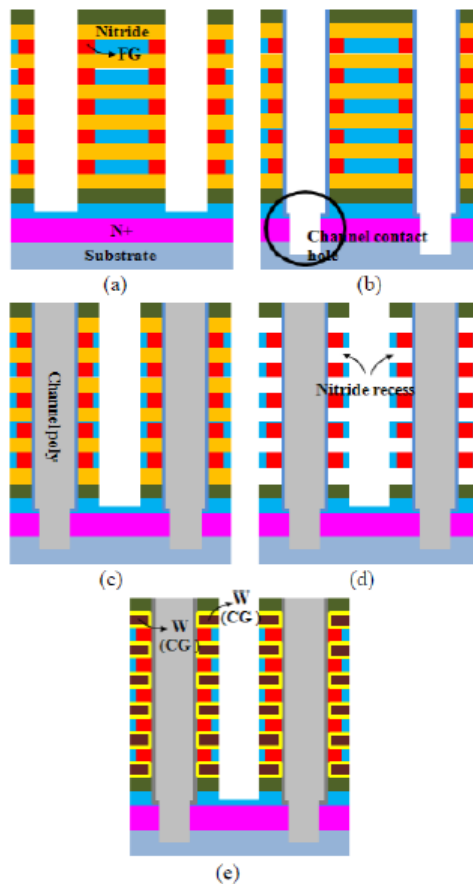 Nitride
FG
N+
Substrate
(a)
Channel contact
hole
(b)
Channel poly
(c)
Nitride recess
(d)
W
(CG)
W
(CG)
(e)